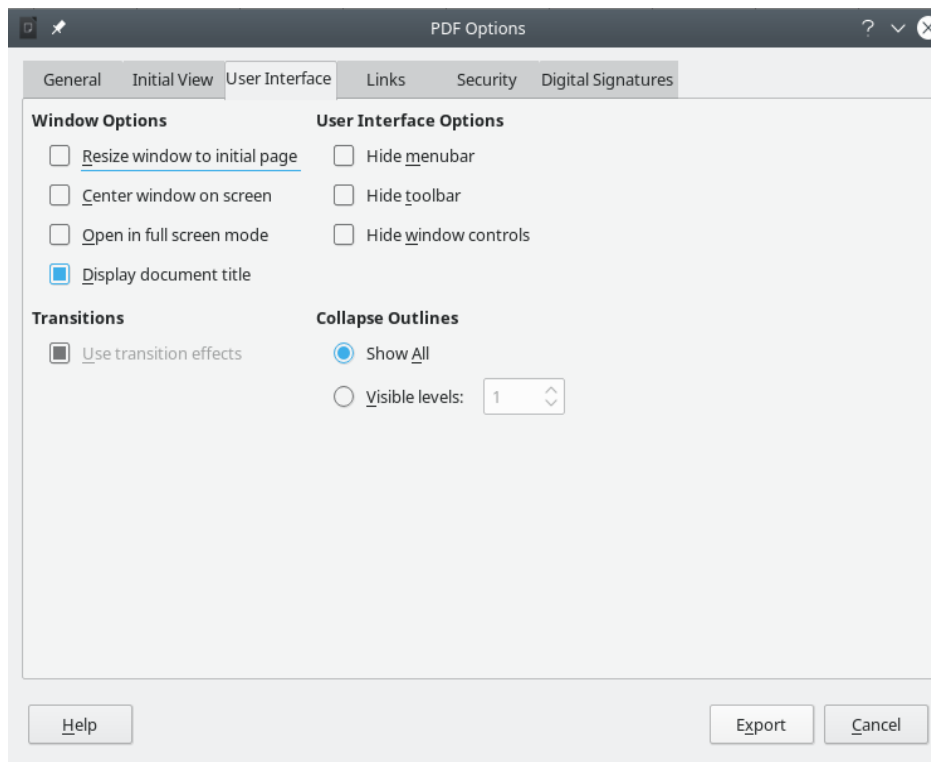 PDF Options
General Initial View User Interface Links Security Digital Signatures
Window Options
Resize window to initial page
Center window on screen
Open in full screen mode
Display document title
User Interface Options
Hide menubar
Hide toolbar
Hide window controls
Transitions
Use transition effects
Collapse Outlines
Show All
Visible levels: 1
Help Export Cancel